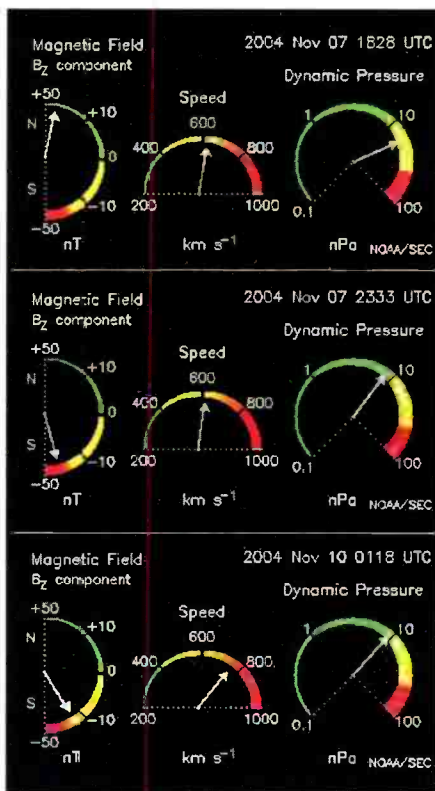 Magnetic Field
B_Z component
2004 Nov 07 1828 UTC
Dynamic Pressure
Speed
+50
+10
0
-10
-50
N
S
nT
200
400
600
800
1000
km s⁻¹
0.1
1
10
100
nPa
NOAA/SEC
Magnetic Field
B_Z component
2004 Nov 07 2333 UTC
Dynamic Pressure
Speed
+50
+10
0
-10
-50
N
S
nT
200
400
600
800
1000
km s⁻¹
0.1
1
10
100
nPa
NOAA/SEC
Magnetic Field
B_Z component
2004 Nov 10 0118 UTC
Dynamic Pressure
Speed
+50
+10
0
-10
-50
N
S
nT
200
400
600
800
1000
km s⁻¹
0.1
1
10
100
nPa
NOAA/SEC